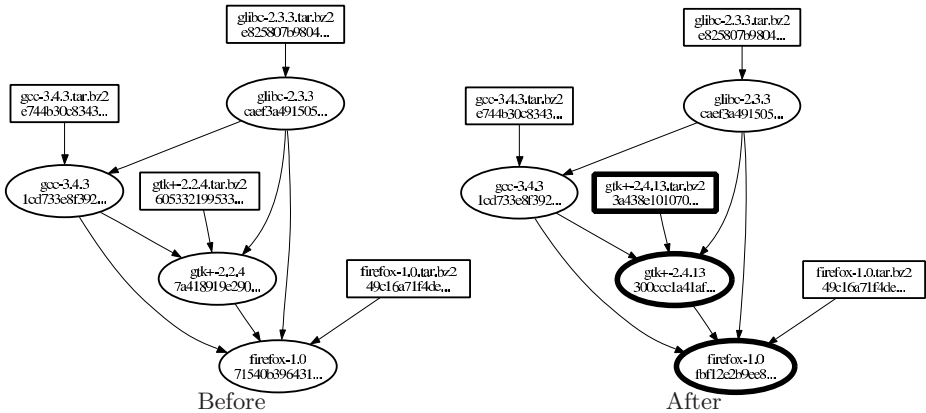 glibc-2.3.3.tar.bz2
e825807b9804...
gcc-3.4.3.tar.bz2
e744b30c8343...
glibc-2.3.3
caef3a491505...
gcc-3.4.3
1cd733e8f392...
gtk+-2.2.4.tar.bz2
605332199533...
gtk+-2.2.4
7a418919e290...
firefox-1.0.tar.bz2
49c16a71f4de...
firefox-1.0
71540b396431...
Before
glibc-2.3.3.tar.bz2
e825807b9804...
gcc-3.4.3.tar.bz2
e744b30c8343...
glibc-2.3.3
caef3a491505...
gcc-3.4.3
1cd733e8f392...
gtk+-2.4.13.tar.bz2
3a438e101070...
gtk+-2.4.13
300ccc1a41af...
firefox-1.0.tar.bz2
49c16a71f4de...
firefox-1.0
fbf12e2b9ee8...
After